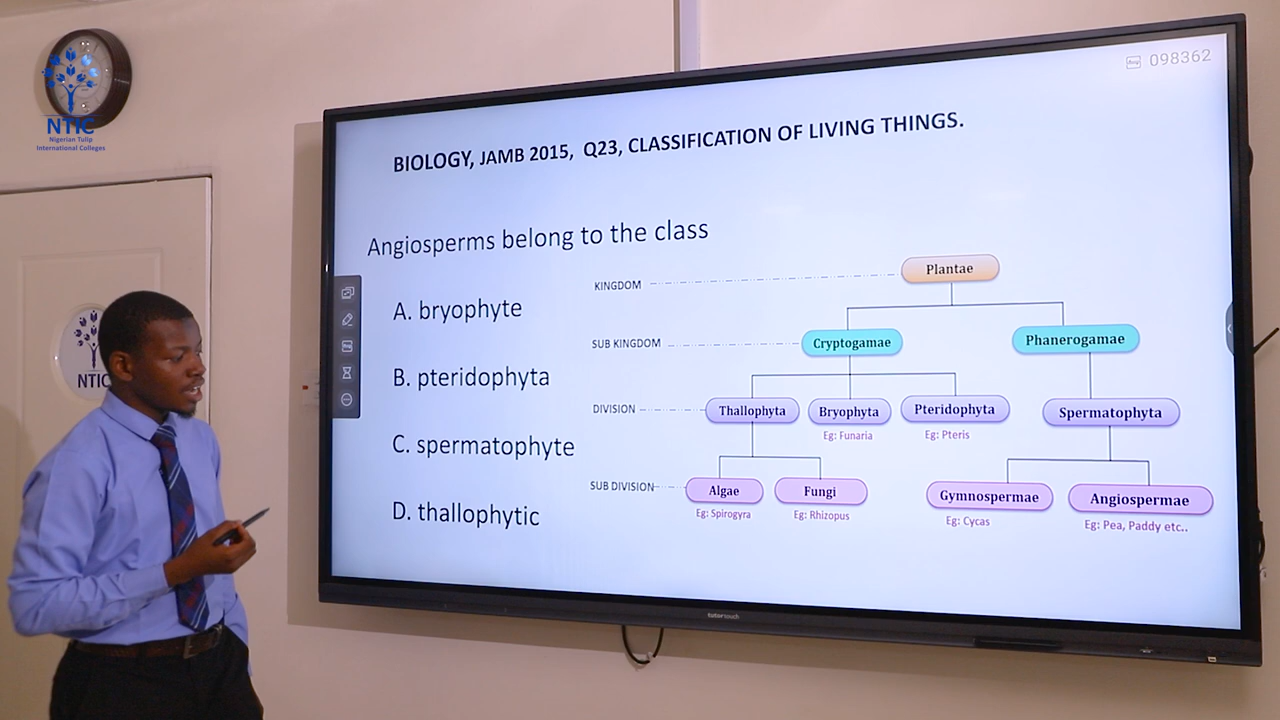 098362
NTIC
Nigerian Tulip
International Colleges
BIOLOGY, JAMB 2015, Q23, CLASSIFICATION OF LIVING THINGS.
Angiosperms belong to the class
A. bryophyte
B. pteridophyta
C. spermatophyte
D. thallophytic
KINGDOM
Plantae
SUB KINGDOM
Cryptogamae
Phanerogamae
DIVISION
Thallophyta
Bryophyta
Pteridophyta
Spermatophyta
Eg: Funaria
Eg: Pteris
SUB DIVISION
Algae
Fungi
Gymnospermae
Angiospermae
Eg: Spirogyra
Eg: Rhizopus
Eg: Cycas
Eg: Pea, Paddy etc..
NTIC
tutortouch